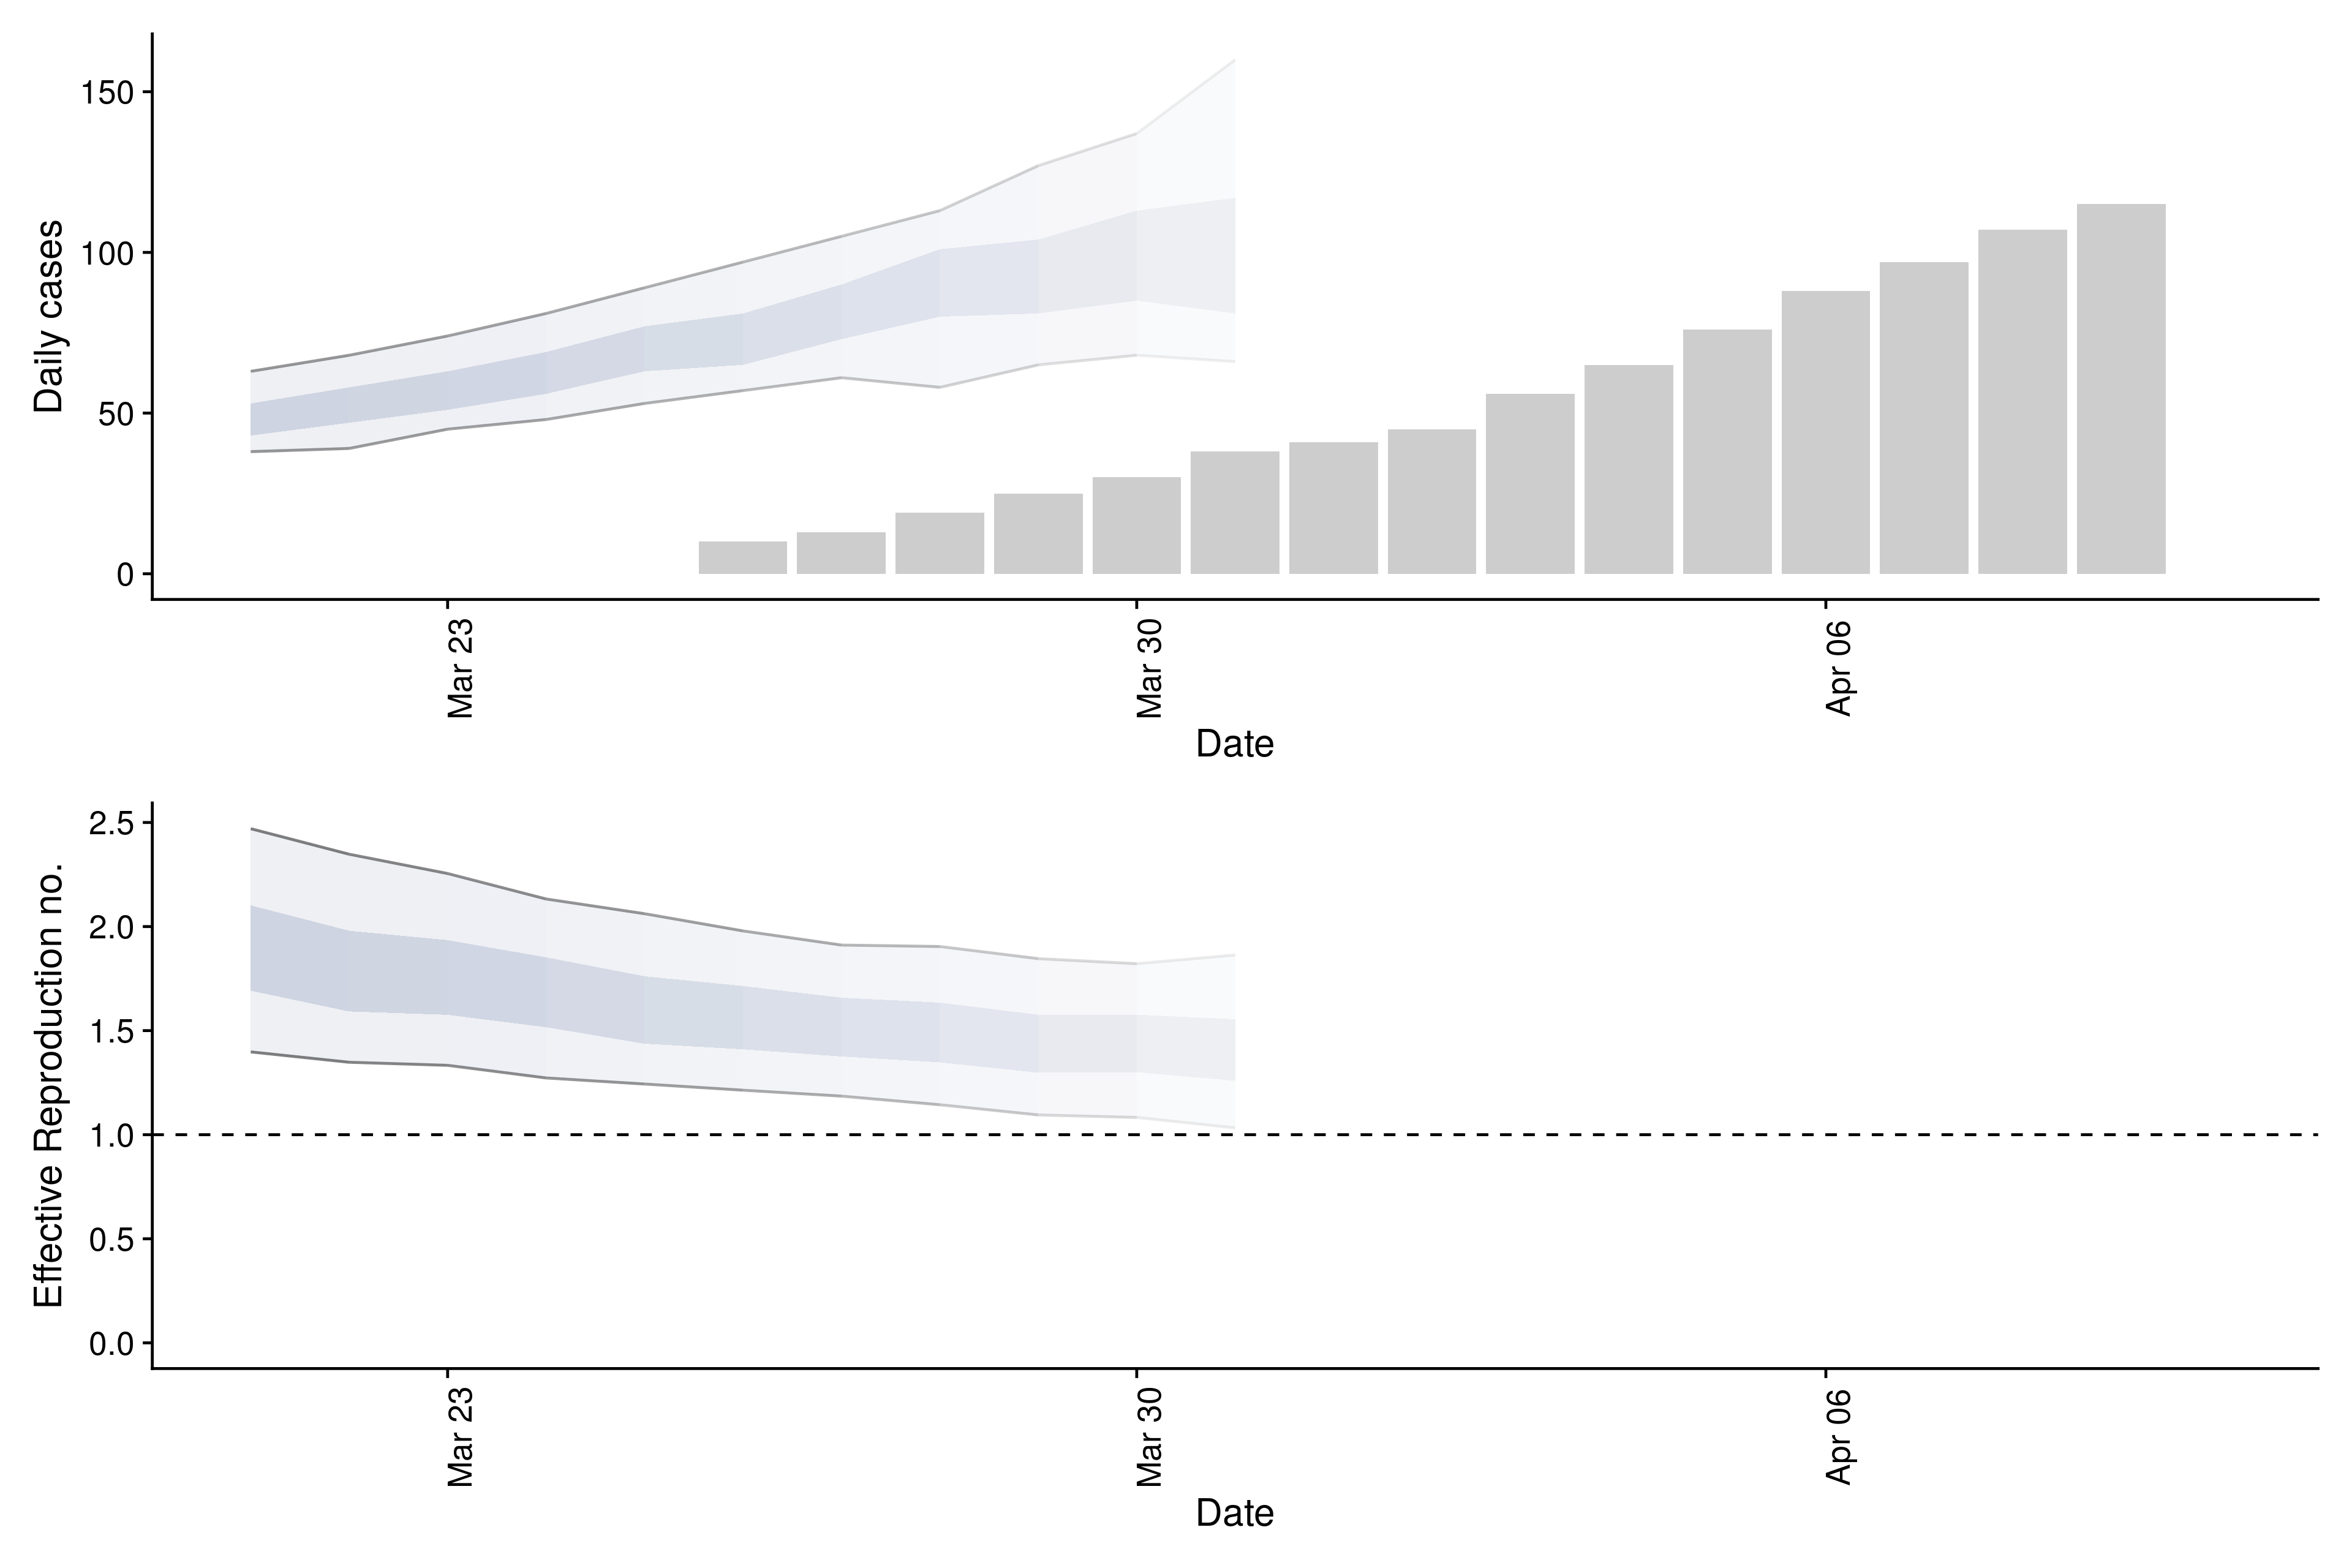 Daily cases
150
100
50
0
Mar 23
Mar 30
Apr 06
Date
Effective Reproduction no.
2.5
2.0
1.5
1.0
0.5
0.0
Mar 23
Mar 30
Apr 06
Date